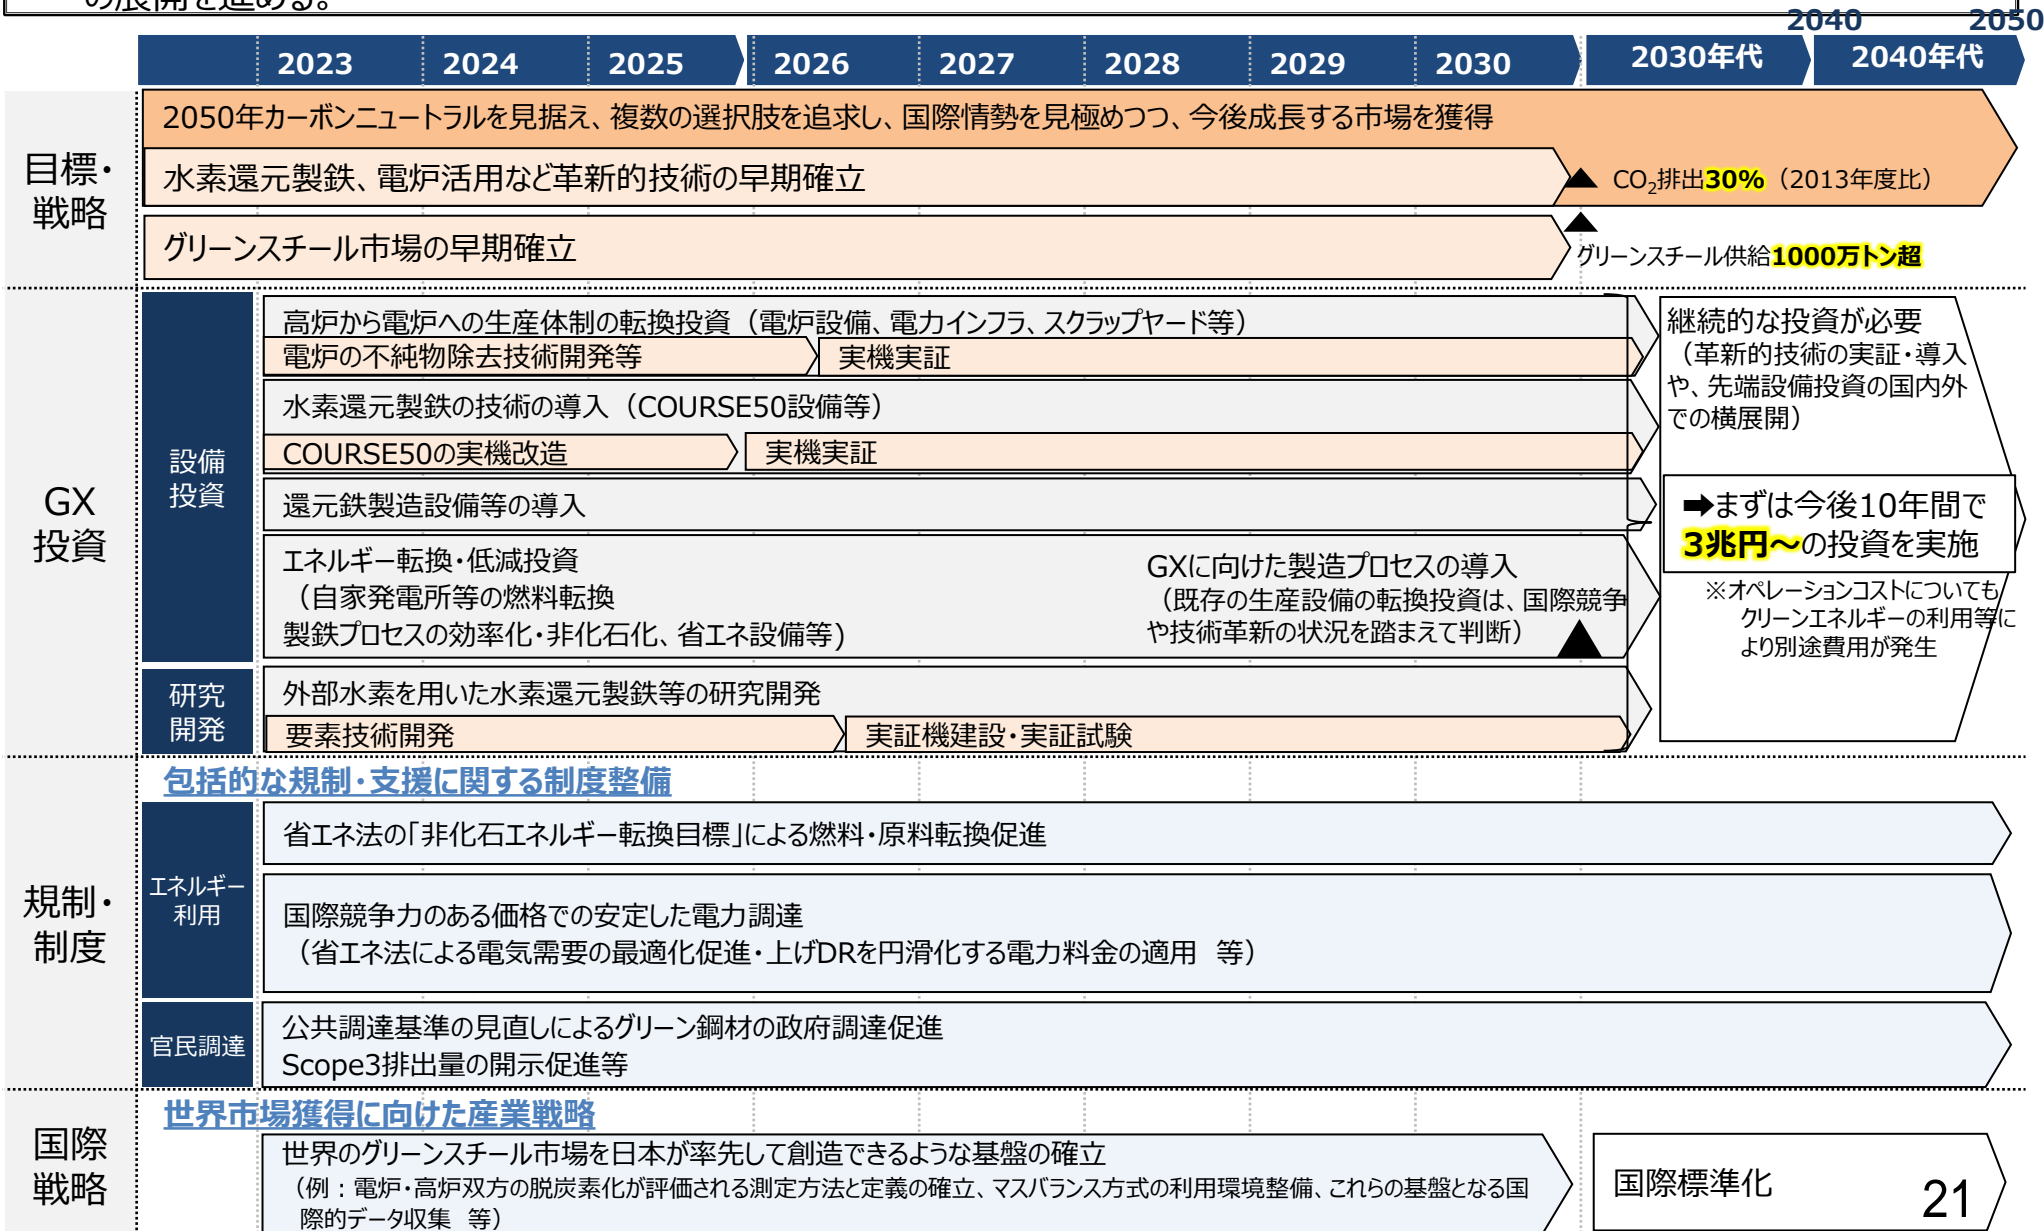 の展開を進める。
2040
2050
2023
2024
2025
2026
2027
2028
2029
2030
2030年代
2040年代
目標・
戦略
2050年カーボンニュートラルを見据え、複数の選択肢を追求し、国際情勢を見極めつつ、今後成長する市場を獲得
水素還元製鉄、電炉活用など革新的技術の早期確立
CO2排出30%（2013年度比）
グリーンスチール市場の早期確立
グリーンスチール供給1000万トン超
GX
投資
設備
投資
高炉から電炉への生産体制の転換投資（電炉設備、電力インフラ、スクラップヤード等）
電炉の不純物除去技術開発等
実機実証
水素還元製鉄の技術の導入（COURSE50設備等）
COURSE50の実機改造
実機実証
還元鉄製造設備等の導入
エネルギー転換・低減投資
（自家発電所等の燃料転換
製鉄プロセスの効率化・非化石化、省エネ設備等)
GXに向けた製造プロセスの導入
（既存の生産設備の転換投資は、国際競争
や技術革新の状況を踏まえて判断）
継続的な投資が必要
（革新的技術の実証・導入
や、先端設備投資の国内外
での横展開）
➡まずは今後10年間で
3兆円～の投資を実施
※オペレーションコストについても
クリーンエネルギーの利用等に
より別途費用が発生
研究
開発
外部水素を用いた水素還元製鉄等の研究開発
要素技術開発
実証機建設・実証試験
規制・
制度
包括的な規制・支援に関する制度整備
エネルギー
利用
省エネ法の「非化石エネルギー転換目標」による燃料・原料転換促進
国際競争力のある価格での安定した電力調達
（省エネ法による電気需要の最適化促進・上げDRを円滑化する電力料金の適用　等）
官民調達
公共調達基準の見直しによるグリーン鋼材の政府調達促進
Scope3排出量の開示促進等
国際
戦略
世界市場獲得に向けた産業戦略
世界のグリーンスチール市場を日本が率先して創造できるような基盤の確立
（例：電炉・高炉双方の脱炭素化が評価される測定方法と定義の確立、マスバランス方式の利用環境整備、これらの基盤となる国
際的データ収集　等）
国際標準化
21